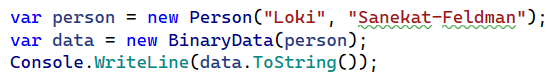 var person = new Person("Loki", "Sanekat-Feldman");
var data = new BinaryData(person);
Console.WriteLine(data.ToString());